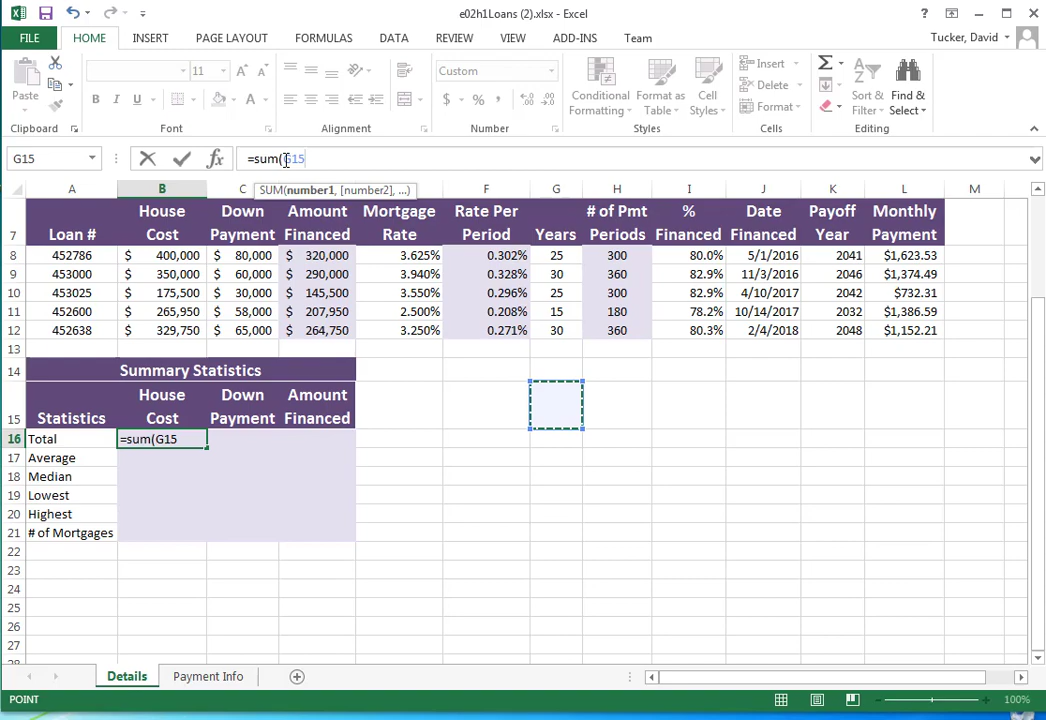 e02h1Loans (2).xlsx - Excel
FILE HOME INSERT PAGE LAYOUT FORMULAS DATA REVIEW VIEW ADD-INS Team Tucker, David
Paste 11 A A B I U A Custom $ % , .00 .0 Conditional Formatting Format as Table Cell Styles Insert Delete Format Sort & Filter Find & Select
Clipboard Font Alignment Number Styles Cells Editing
G15 fx =sum(G15
SUM(number1, [number2], ...)
A B C D E F G H I J K L M
7 Loan # House Cost Down Payment Amount Financed Mortgage Rate Rate Per Period Years # of Pmt Periods % Financed Date Financed Payoff Year Monthly Payment
8 452786 $ 400,000 $ 80,000 $ 320,000 3.625% 0.302% 25 300 80.0% 5/1/2016 2041 $1,623.53
9 453000 $ 350,000 $ 60,000 $ 290,000 3.940% 0.328% 30 360 82.9% 11/3/2016 2046 $1,374.49
10 453025 $ 175,500 $ 30,000 $ 145,500 3.550% 0.296% 25 300 82.9% 4/10/2017 2042 $732.31
11 452600 $ 265,950 $ 58,000 $ 207,950 2.500% 0.208% 15 180 78.2% 10/14/2017 2032 $1,386.59
12 452638 $ 329,750 $ 65,000 $ 264,750 3.250% 0.271% 30 360 80.3% 2/4/2018 2048 $1,152.21
13
14 Summary Statistics
15 Statistics House Cost Down Payment Amount Financed
16 Total =sum(G15
17 Average
18 Median
19 Lowest
20 Highest
21 # of Mortgages
22
23
24
25
26
27
28
Details Payment Info
POINT 100%